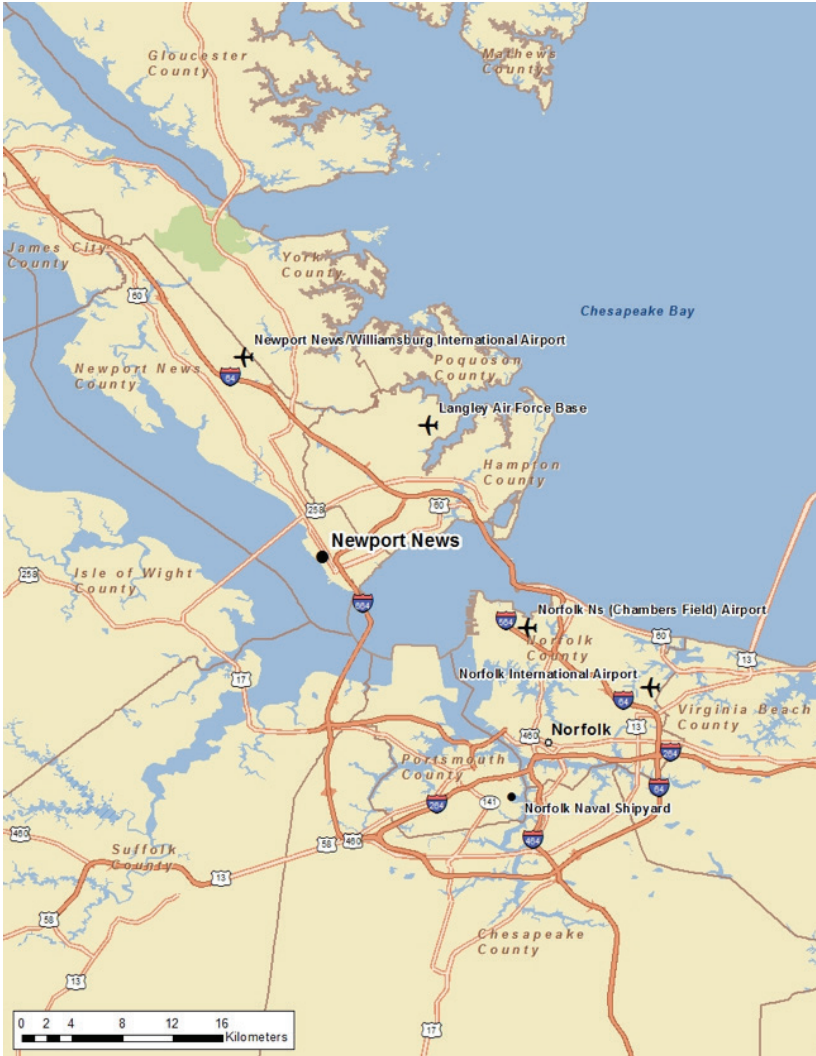 Gloucester
County
Mathews
County
James City
County
York
County
60
Chesapeake Bay
Newport News/Williamsburg International Airport
Poquoson
County
Newport News
County
64
Langley Air Force Base
Hampton
County
258
60
Newport News
258
Isle of Wight
County
664
564
Norfolk Ns (Chambers Field) Airport
Norfolk
County
60
13
17
Norfolk International Airport
64
Virginia Beach
County
460
Norfolk
13
264
Portsmouth
County
64
264
141
Norfolk Naval Shipyard
460
58
460
464
Suffolk
County
13
58
Chesapeake
County
13
17
0 2 4 8 12 16
Kilometers